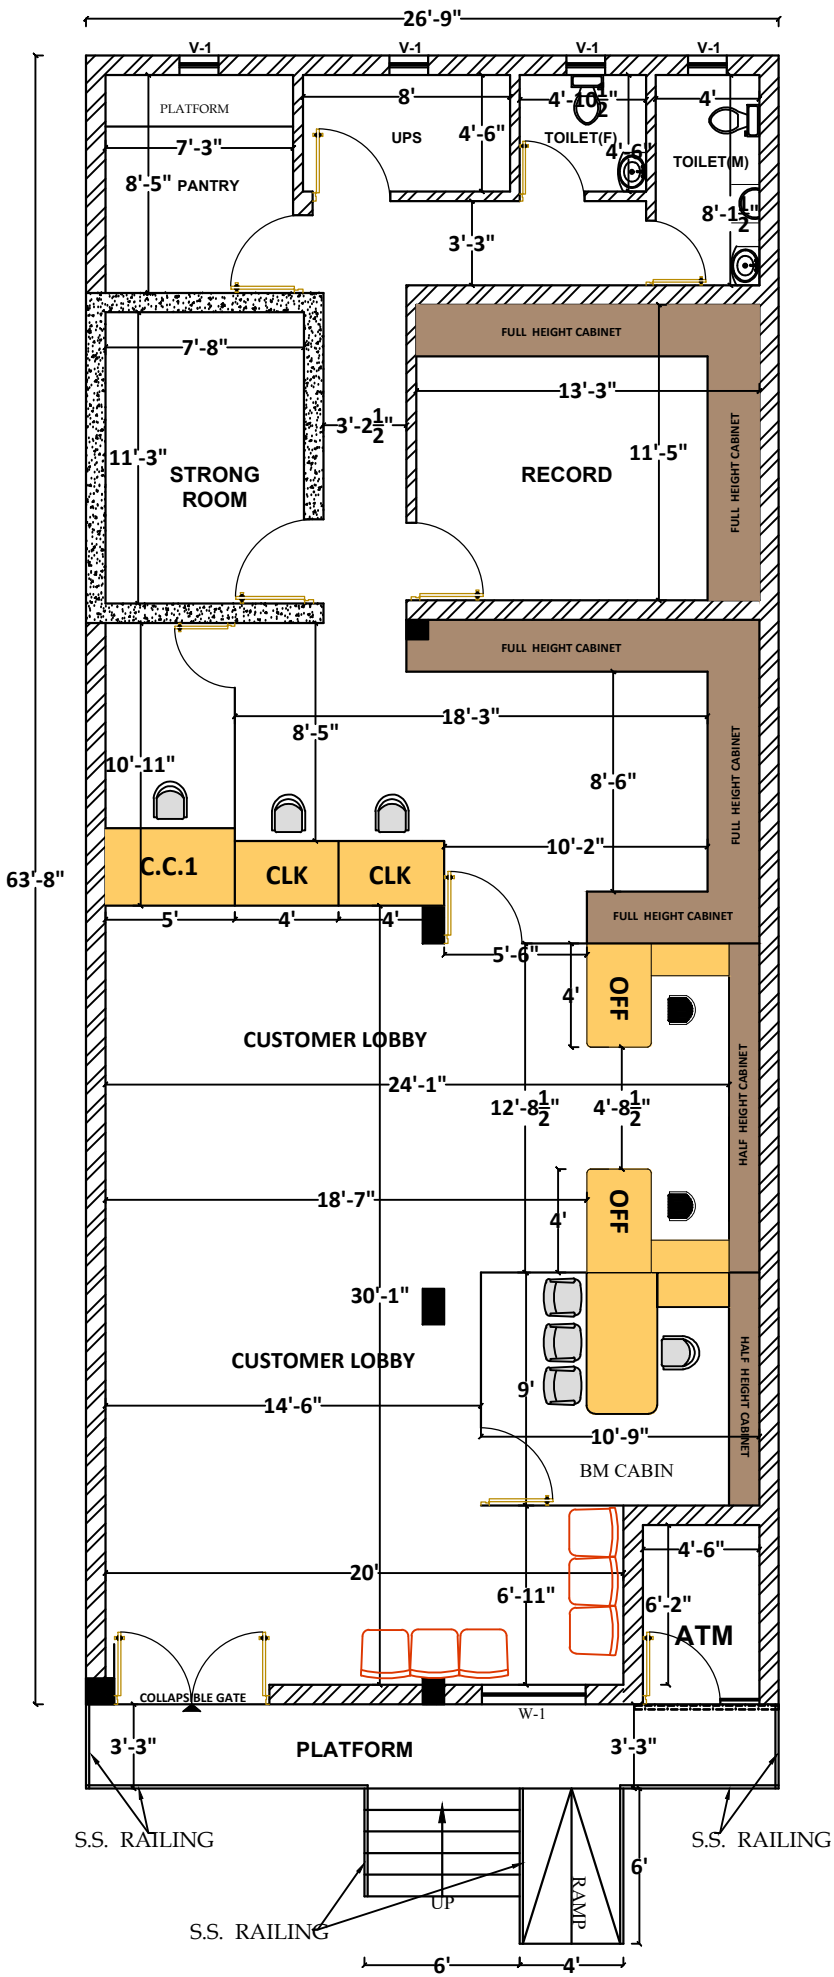 26'-9"
V-1
V-1
V-1
V-1
PLATFORM
8'
4'-10½"
4'
7'-3"
UPS
4'-6"
TOILET(F)
4'-6"
TOILET(M)
8'-5"
PANTRY
8'-1½"
3'-3"
FULL HEIGHT CABINET
7'-8"
13'-3"
3'-2½"
11'-3"
11'-5"
STRONG
ROOM
RECORD
FULL HEIGHT CABINET
FULL HEIGHT CABINET
18'-3"
8'-5"
10'-11"
8'-6"
FULL HEIGHT CABINET
10'-2"
C.C.1
CLK
CLK
63'-8"
5'
4'
4'
FULL HEIGHT CABINET
5'-6"
4'
OFF
CUSTOMER LOBBY
24'-1"
12'-8½"
4'-8½"
HALF HEIGHT CABINET
18'-7"
4'
OFF
30'-1"
CUSTOMER LOBBY
9'
14'-6"
10'-9"
HALF HEIGHT CABINET
BM CABIN
4'-6"
20'
6'-11"
6'-2"
ATM
COLLAPSIBLE GATE
W-1
3'-3"
PLATFORM
3'-3"
S.S. RAILING
S.S. RAILING
6'
UP
RAMP
S.S. RAILING
6'
4'